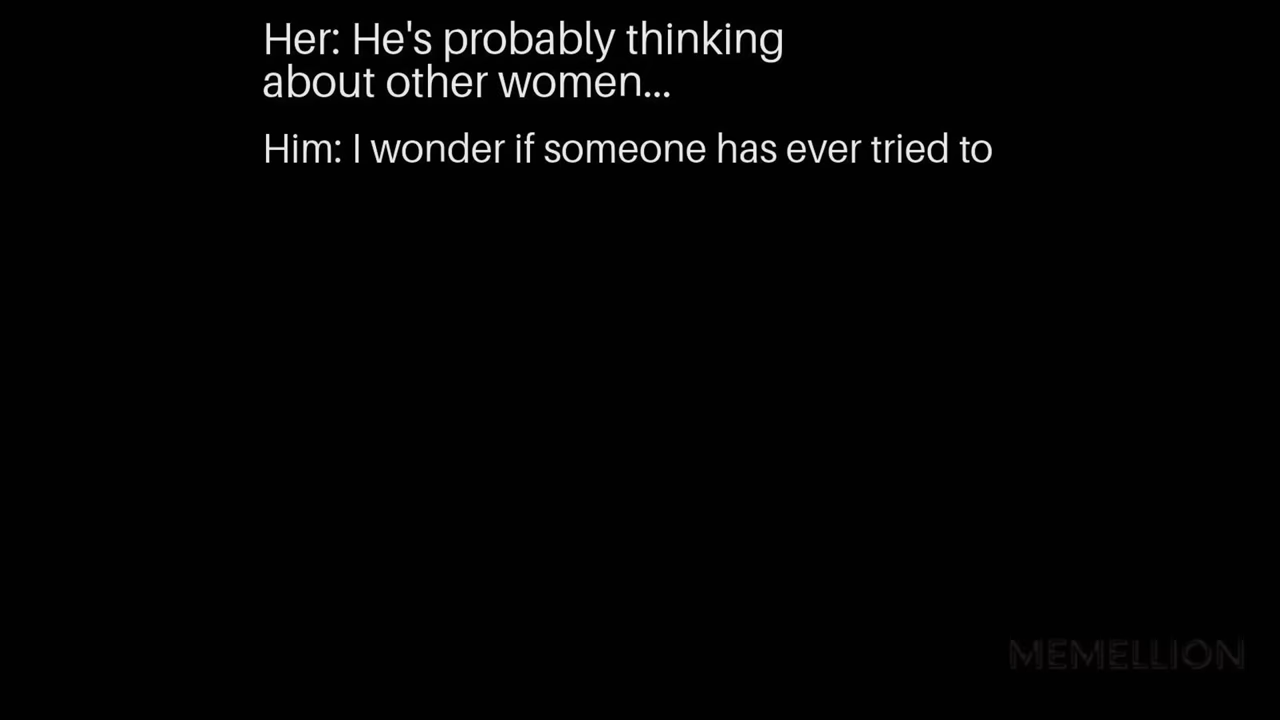 Her: He's probably thinking
about other women...
Him: I wonder if someone has ever tried to
MEMELLION